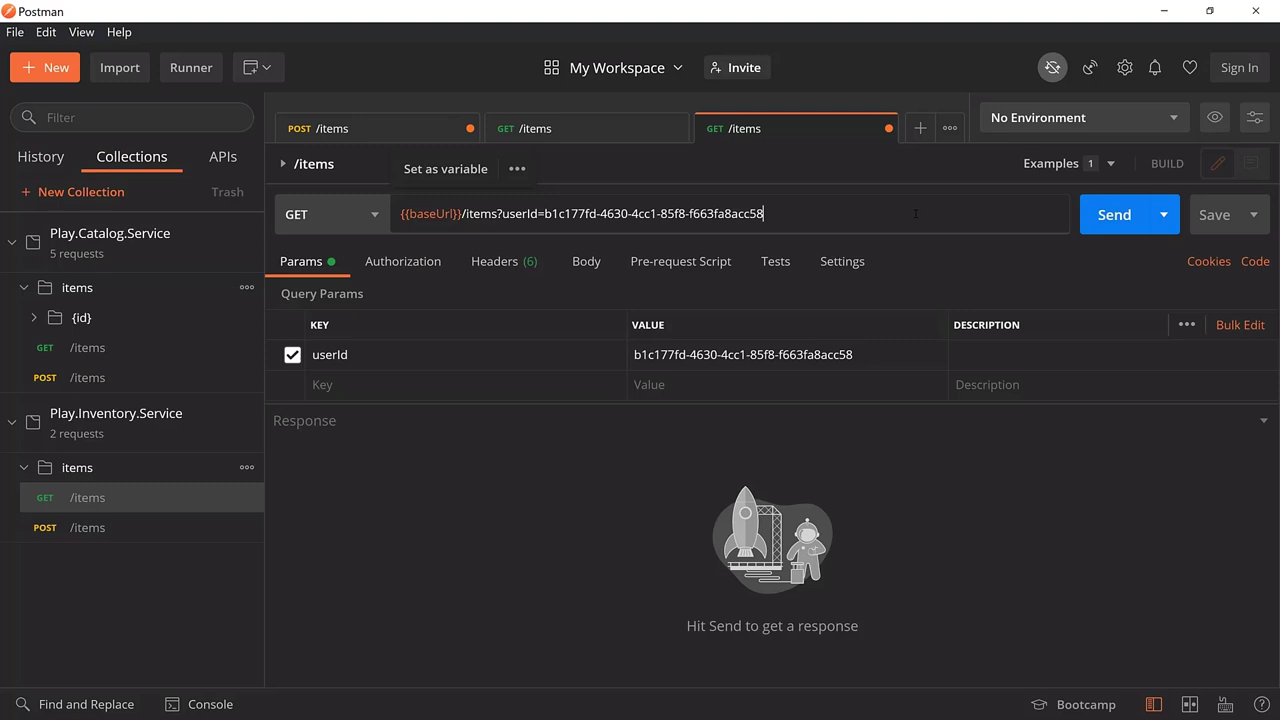 Postman
File Edit View Help
New Import Runner My Workspace Invite Sign In
Filter
POST /items GET /items GET /items No Environment
History Collections APIs
New Collection Trash
/items Examples 1 BUILD
Set as variable
GET {{baseUrl}}/items?userId=b1c177fd-4630-4cc1-85f8-f663fa8acc58 Send Save
Params Authorization Headers (6) Body Pre-request Script Tests Settings Cookies Code
Query Params
KEY VALUE DESCRIPTION Bulk Edit
userId b1c177fd-4630-4cc1-85f8-f663fa8acc58
Key Value Description
Play.Catalog.Service
5 requests
items
{id}
GET /items
POST /items
Play.Inventory.Service
2 requests
items
GET /items
POST /items
Response
Hit Send to get a response
Find and Replace Console Bootcamp